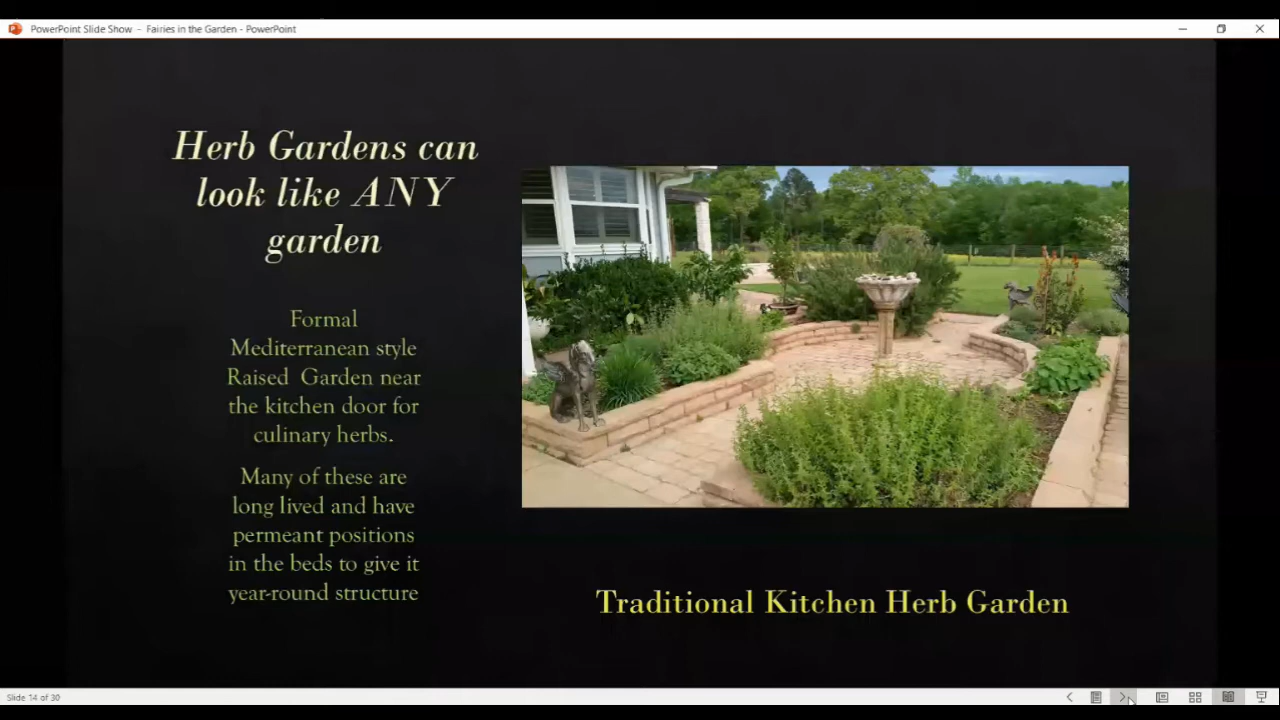 PowerPoint Slide Show - Fairies in the Garden - PowerPoint
Herb Gardens can
look like ANY
garden
Formal
Mediterranean style
Raised Garden near
the kitchen door for
culinary herbs.
Many of these are
long lived and have
permeant positions
in the beds to give it
year-round structure
Traditional Kitchen Herb Garden
Slide 14 of 30